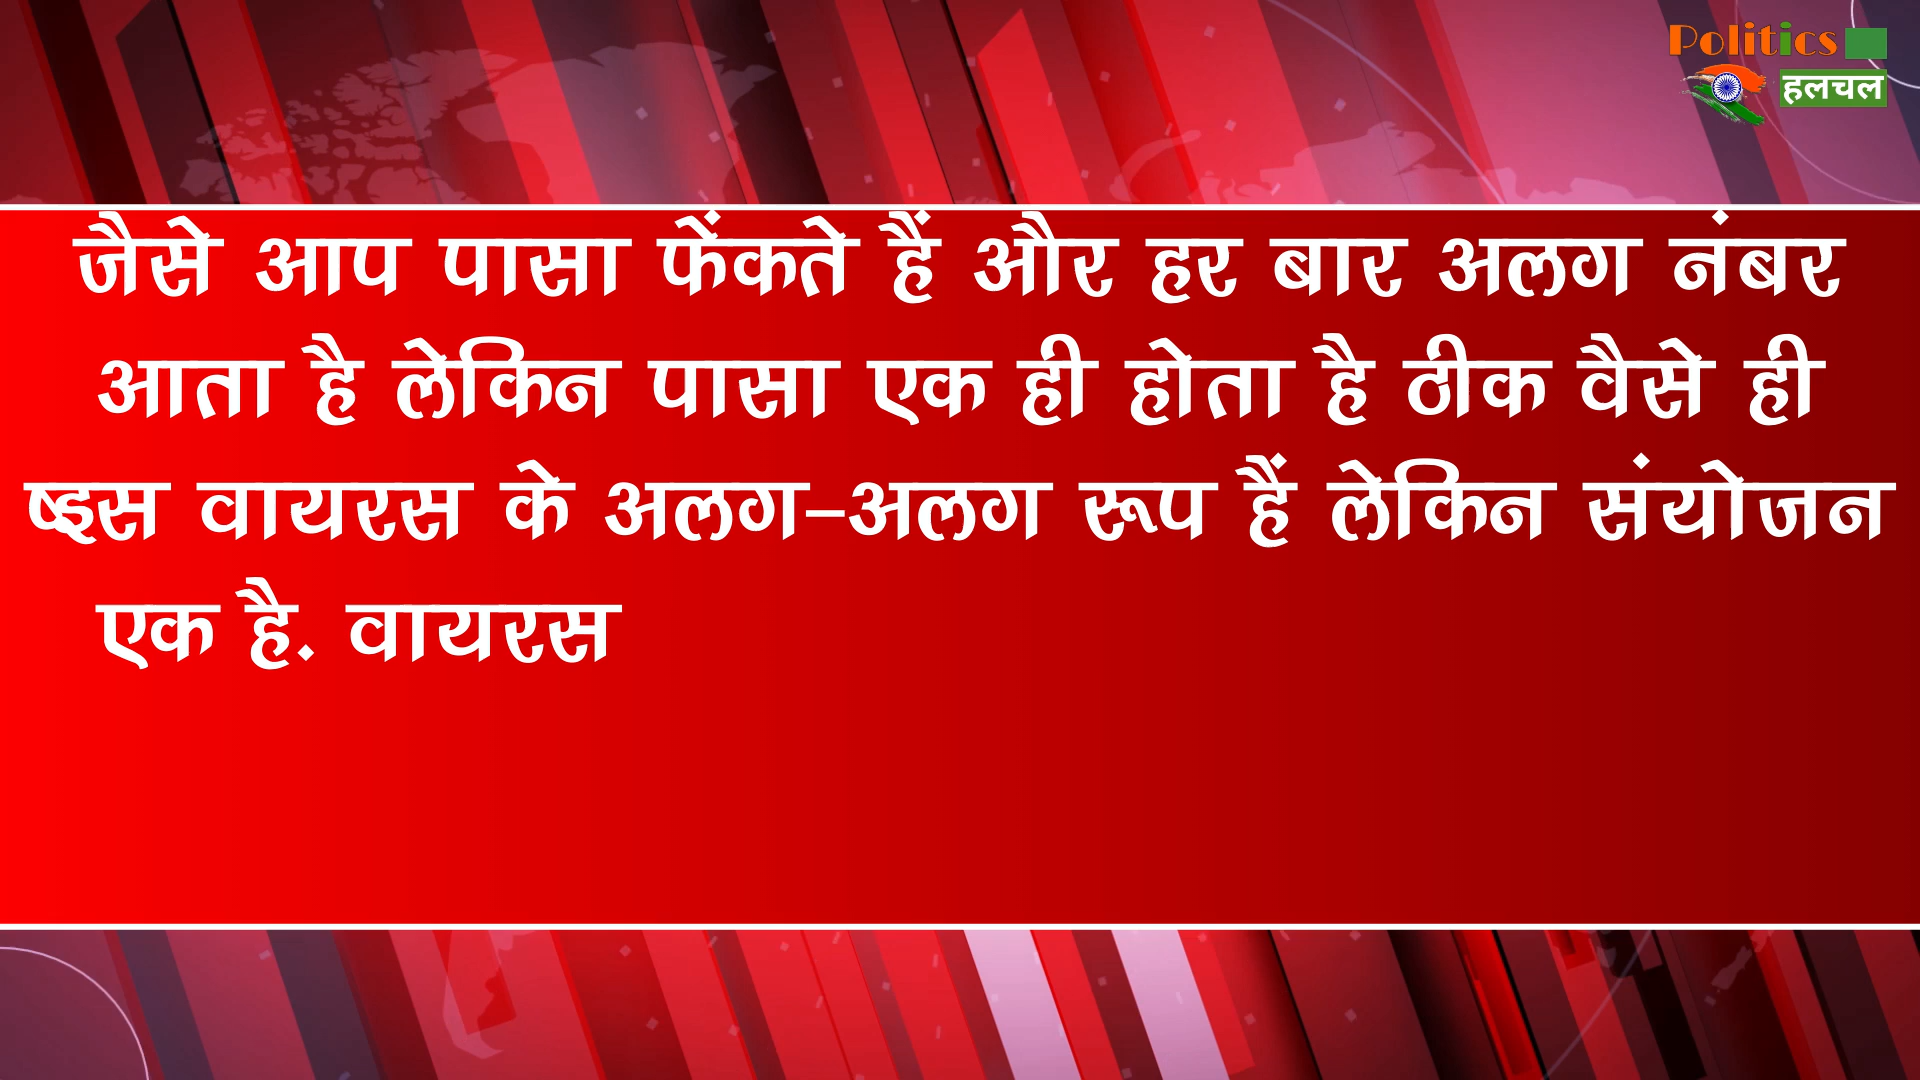 Politics
हलचल
जैसे आप पासा फेंकते हैं और हर बार अलग नंबर
आता है लेकिन पासा एक ही होता है ठीक वैसे ही
ष्इस वायरस के अलग-अलग रूप हैं लेकिन संयोजन
एक है. वायरस